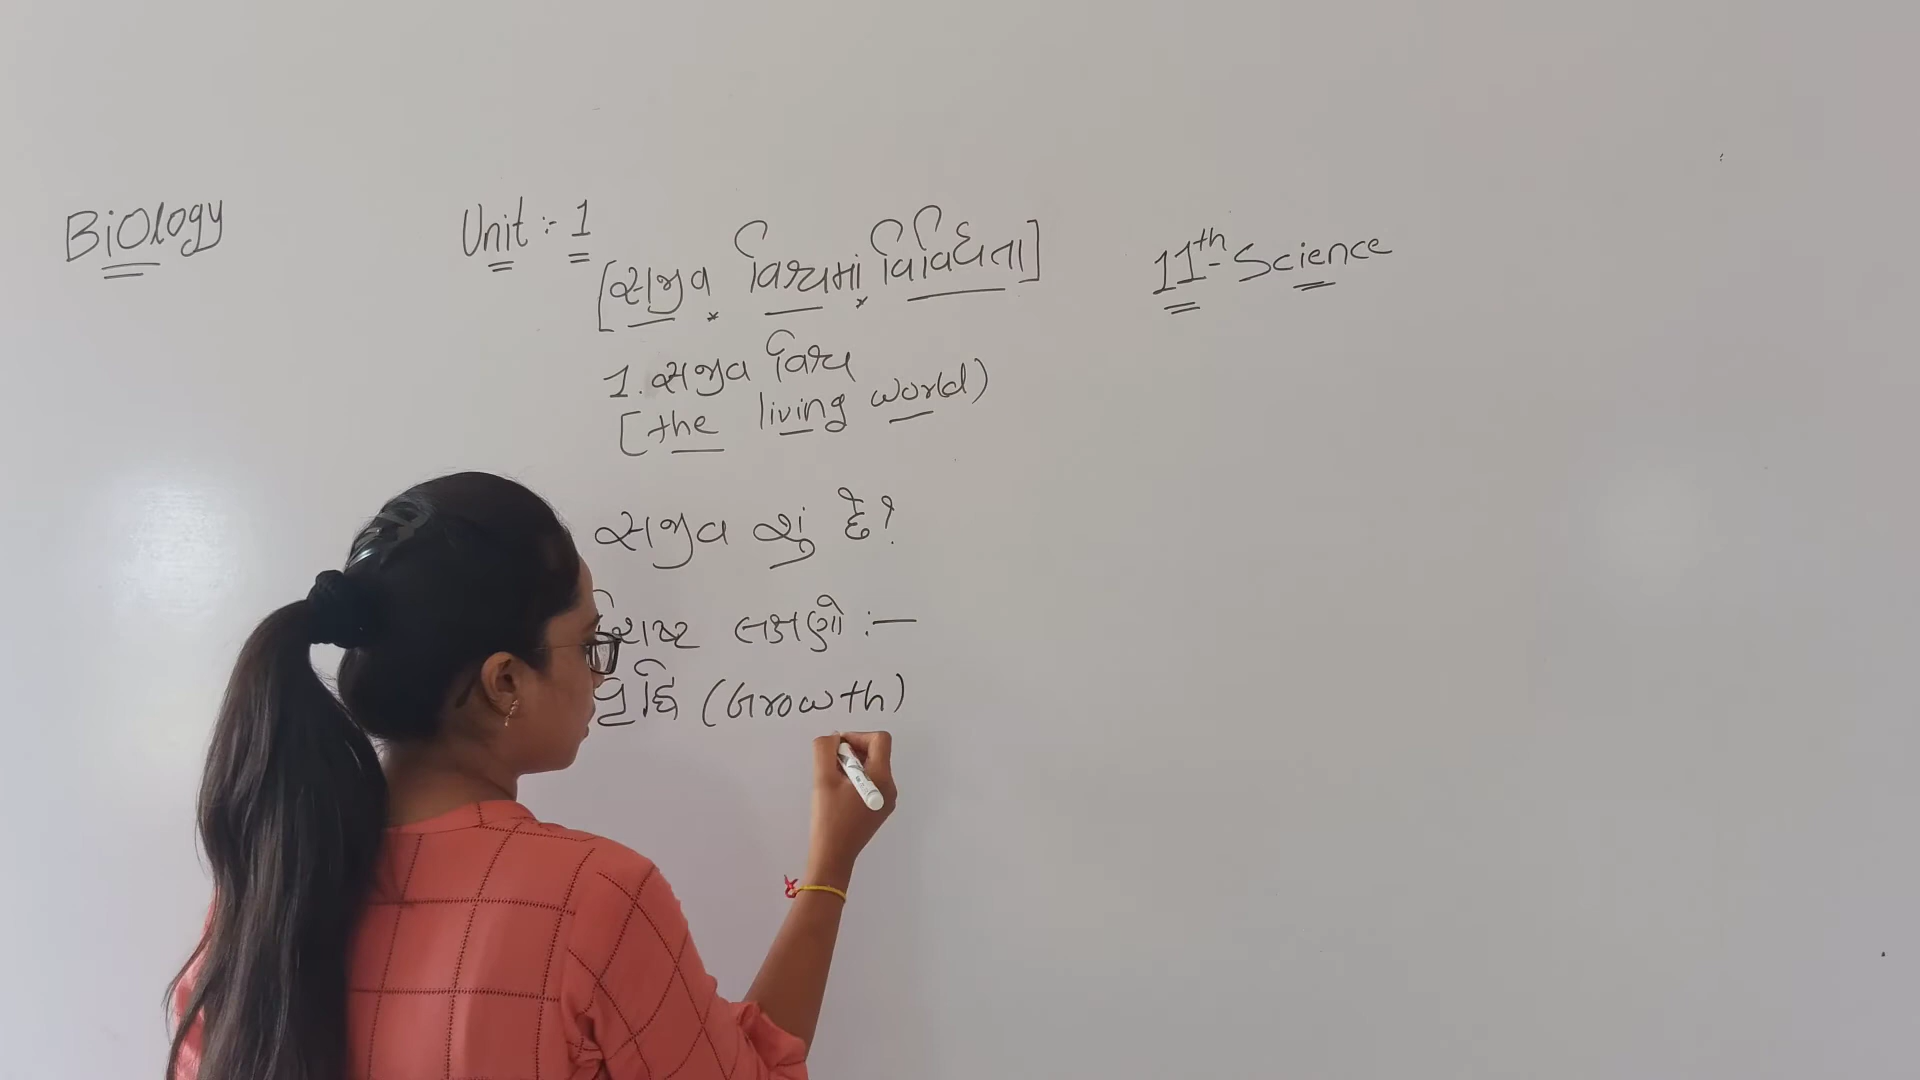 Biology
Unit :- 1
[સજીવ વિશ્વમાં વિવિધતા]
11th - Science
1. સજીવ વિશ્વ
[the living world)
સજીવ શું છે?
લક્ષણો :-
(Growth)